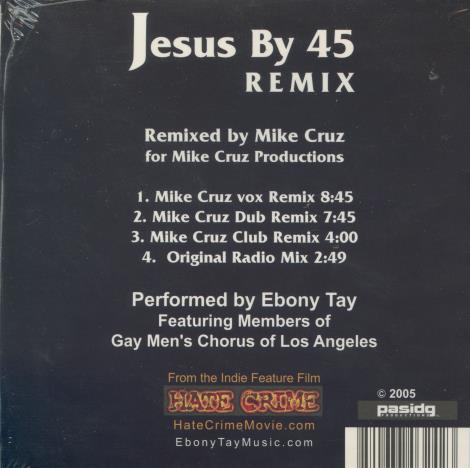 Jesus By 45
REMIX
Remixed by Mike Cruz
for Mike Cruz Productions
1. Mike Cruz vox Remix 8:45
2. Mike Cruz Dub Remix 7:45
3. Mike Cruz Club Remix 4:00
4. Original Radio Mix 2:49
Performed by Ebony Tay
Featuring Members of
Gay Men's Chorus of Los Angeles
From the Indie Feature Film
HATE CRIME
HateCrimeMovie.com
EbonyTayMusic.com
© 2005
pasidg
PRODUCTIONS